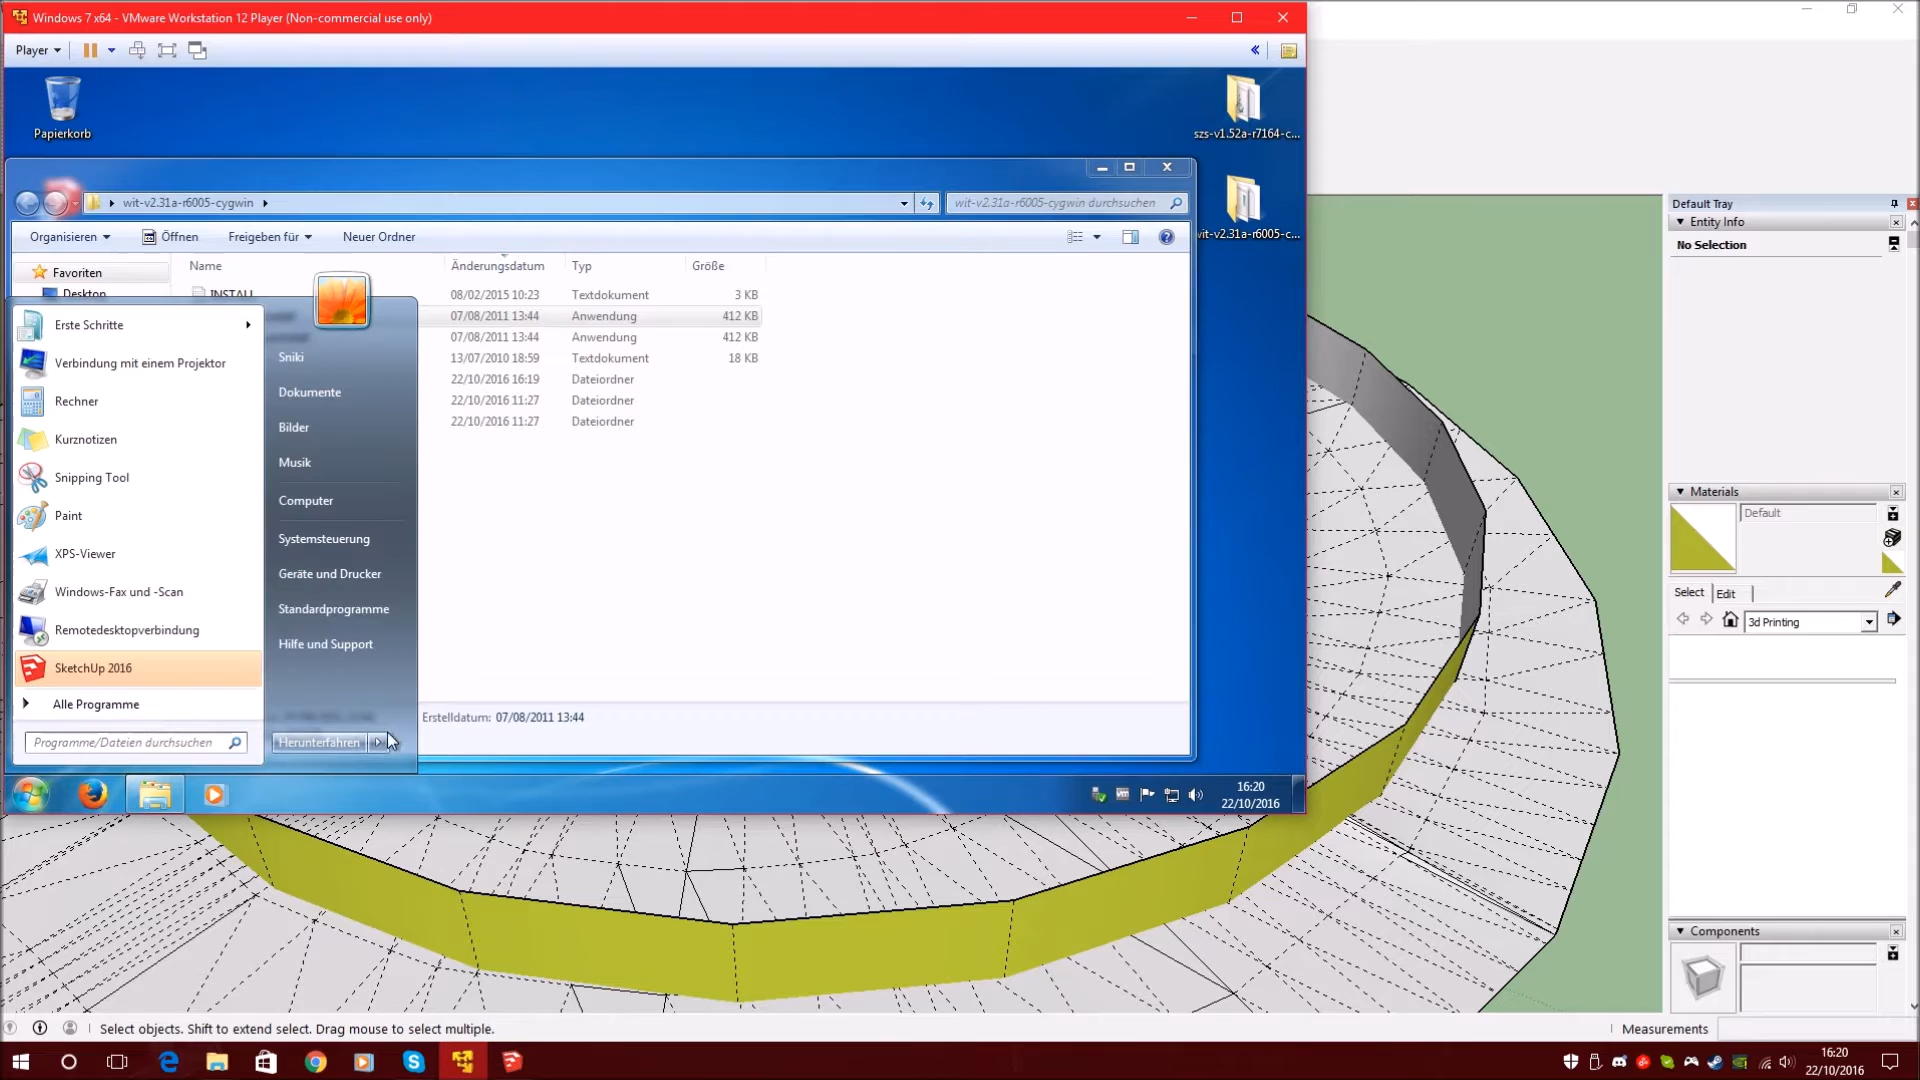 Windows 7 x64 - VMware Workstation 12 Player (Non-commercial use only)
Player
Papierkorb
szs-v1.52a-r7164-c...
wit-v2.31a-r6005-c...
wit-v2.31a-r6005-cygwin
wit-v2.31a-r6005-cygwin durchsuchen
Organisieren
Öffnen
Freigeben für
Neuer Ordner
Favoriten
Desktop
Name
Änderungsdatum
Typ
Größe
INSTALL
08/02/2015 10:23 Textdokument 3 KB
07/08/2011 13:44 Anwendung 412 KB
07/08/2011 13:44 Anwendung 412 KB
13/07/2010 18:59 Textdokument 18 KB
22/10/2016 16:19 Dateiordner
22/10/2016 11:27 Dateiordner
22/10/2016 11:27 Dateiordner
Erste Schritte
Verbindung mit einem Projektor
Rechner
Kurznotizen
Snipping Tool
Paint
XPS-Viewer
Windows-Fax und -Scan
Remotedesktopverbindung
SketchUp 2016
Alle Programme
Programme/Dateien durchsuchen
Sniki
Dokumente
Bilder
Musik
Computer
Systemsteuerung
Geräte und Drucker
Standardprogramme
Hilfe und Support
Herunterfahren
Erstelldatum: 07/08/2011 13:44
16:20
22/10/2016
Default Tray
Entity Info
No Selection
Materials
Default
Select
Edit
3d Printing
Components
Select objects. Shift to extend select. Drag mouse to select multiple.
Measurements
16:20
22/10/2016